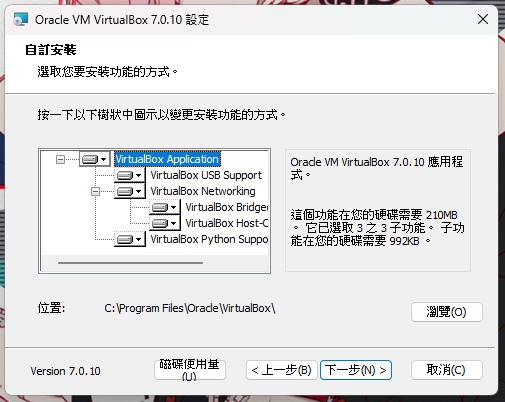 Oracle VM VirtualBox 7.0.10 設定
自訂安裝
選取您要安裝功能的方式。
按一下以下樹狀中圖示以變更安裝功能的方式。
VirtualBox Application
VirtualBox USB Support
VirtualBox Networking
VirtualBox Bridge
VirtualBox Host-O
VirtualBox Python Suppo
Oracle VM VirtualBox 7.0.10 應用程
式。
這個功能在您的硬碟需要 210MB
。 它已選取 3 之 3 子功能。 子功
能在您的硬碟需要 992KB 。
位置:
C:\Program Files\Oracle\VirtualBox\
瀏覽(O)
Version 7.0.10
磁碟使用量
(U)
< 上一步(B)
下一步(N) >
取消(C)